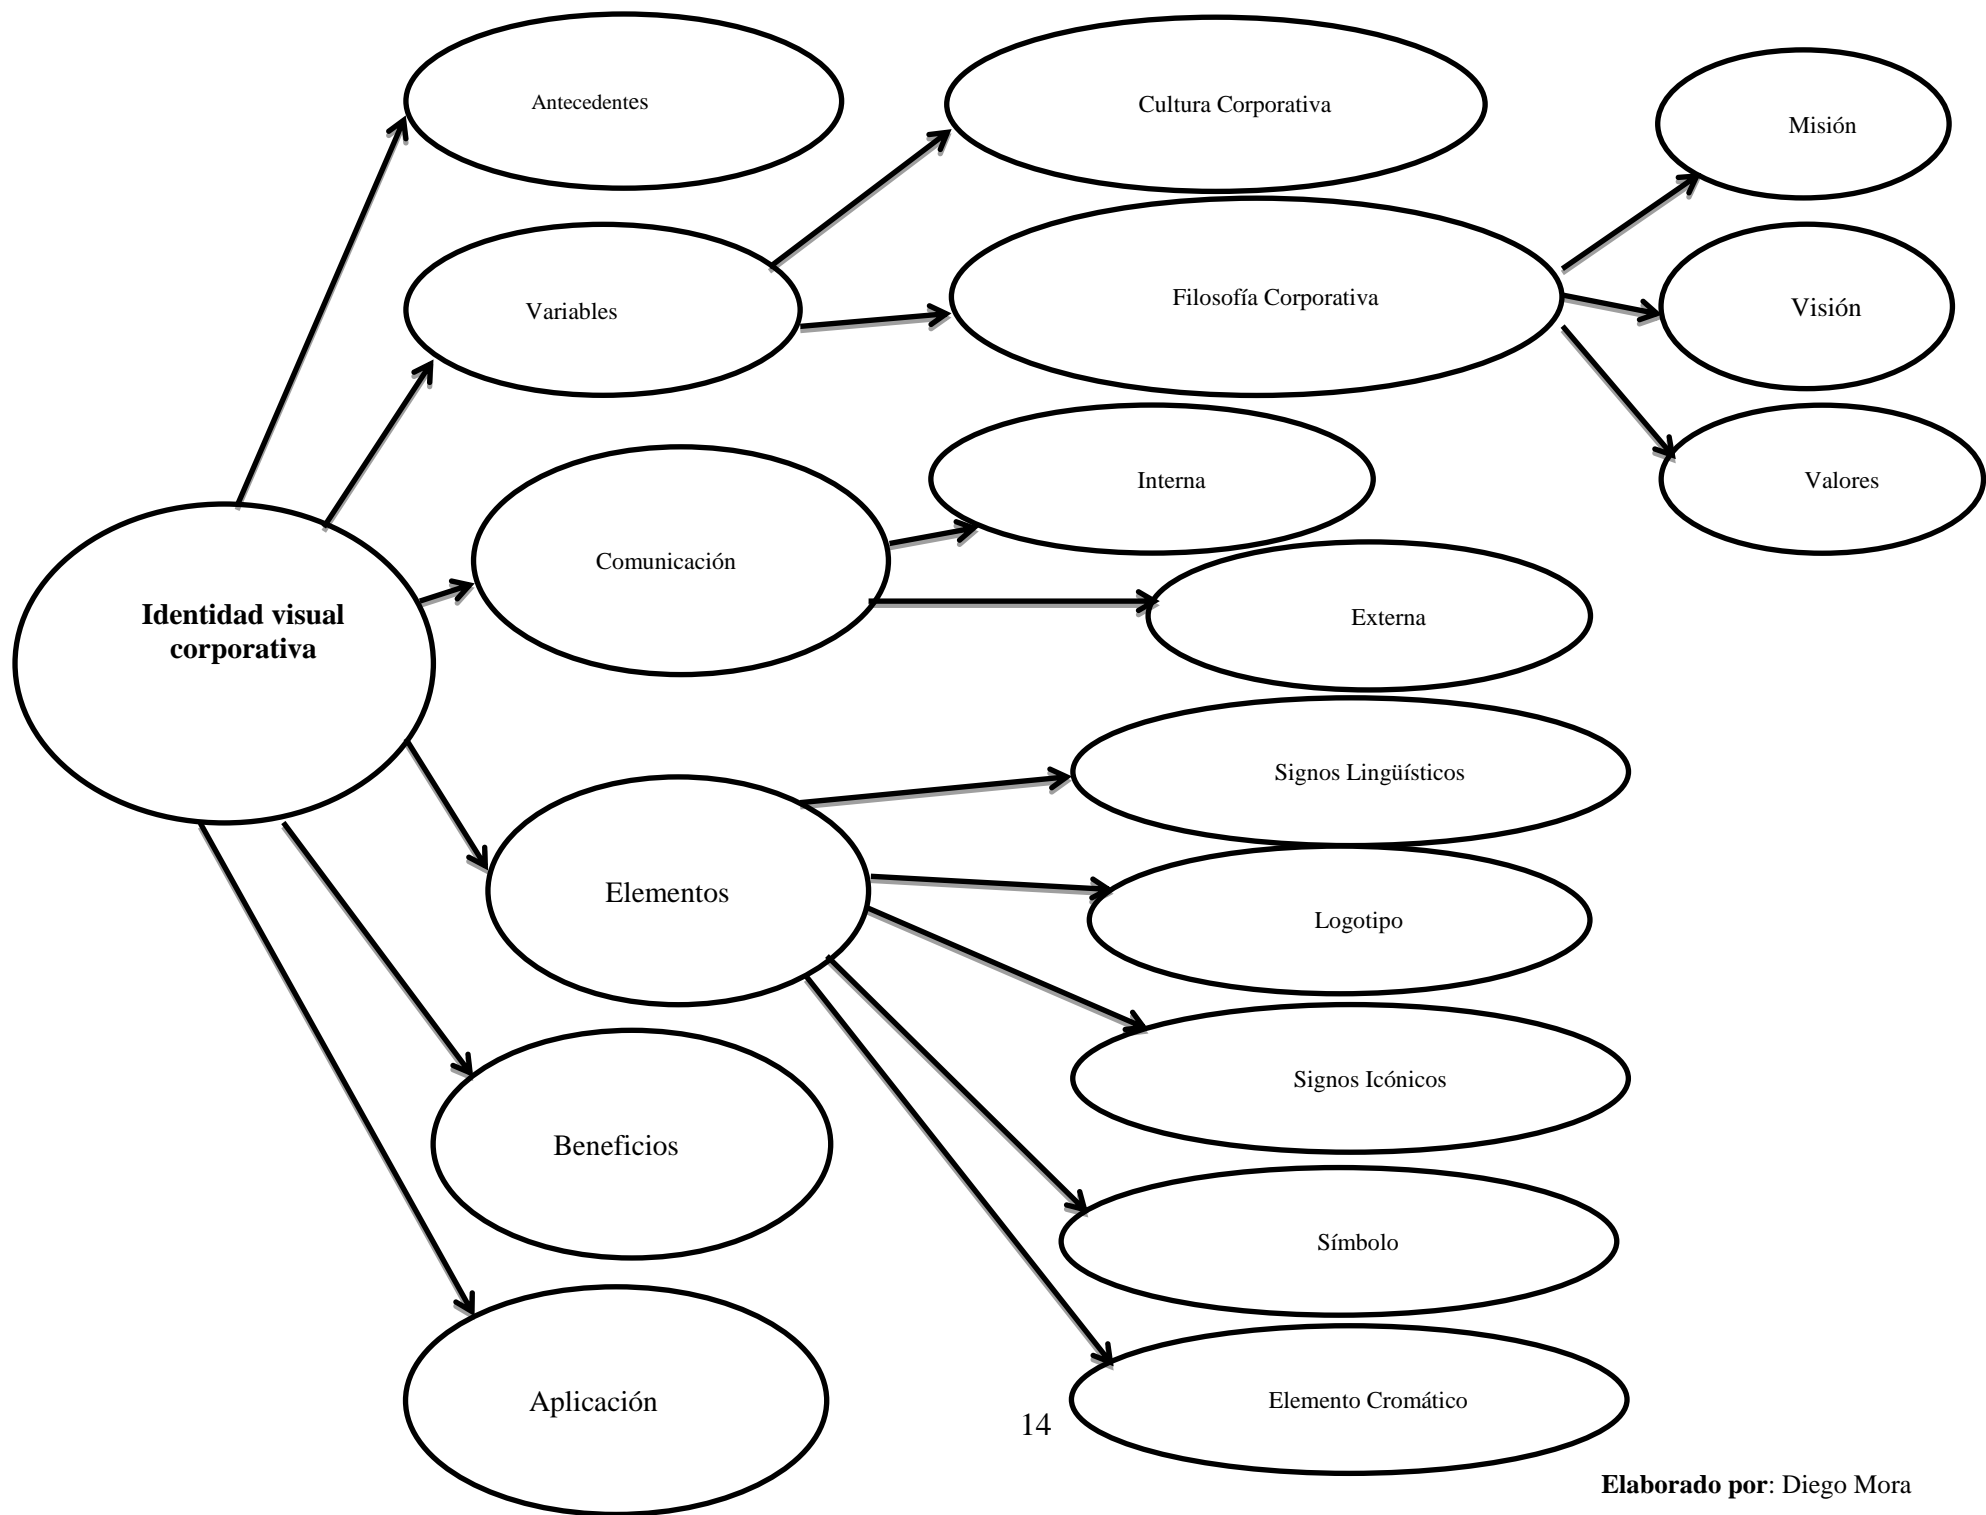 Antecedentes
Cultura Corporativa
Misión
Variables
Filosofía Corporativa
Visión
Interna
Valores
Comunicación
Externa
Identidad visual
corporativa
Signos Lingüísticos
Elementos
Logotipo
Signos Icónicos
Beneficios
Símbolo
Aplicación
Elemento Cromático
14
Elaborado por: Diego Mora